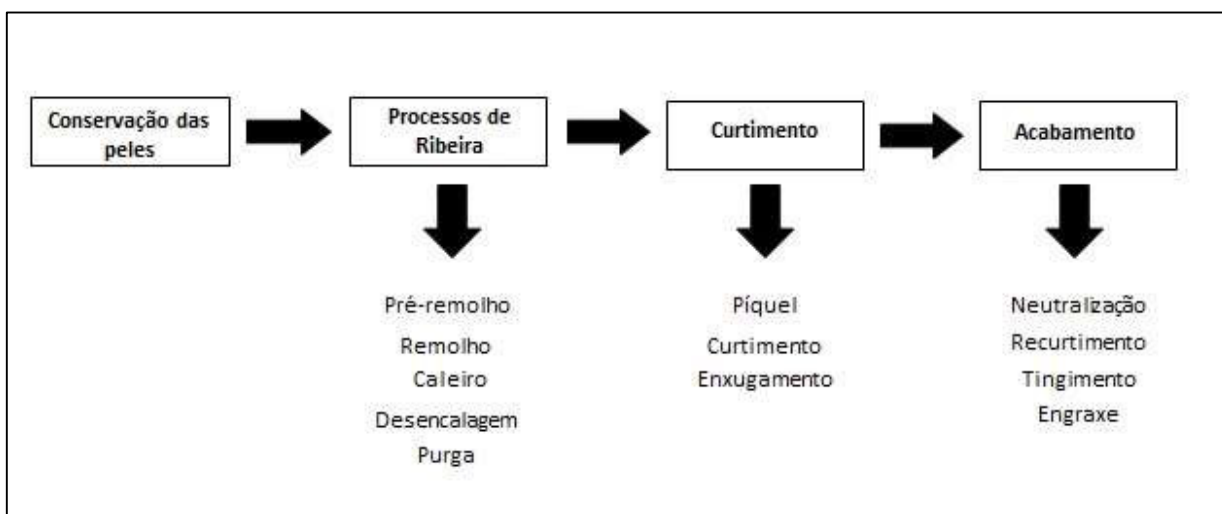 Conservação das
peles
Processos de
Ribeira
Curtimento
Acabamento
Pré-remolho
Remolho
Caleiro
Desencalagem
Purga
Píquel
Curtimento
Enxugamento
Neutralização
Recurtimento
Tingimento
Engraxe